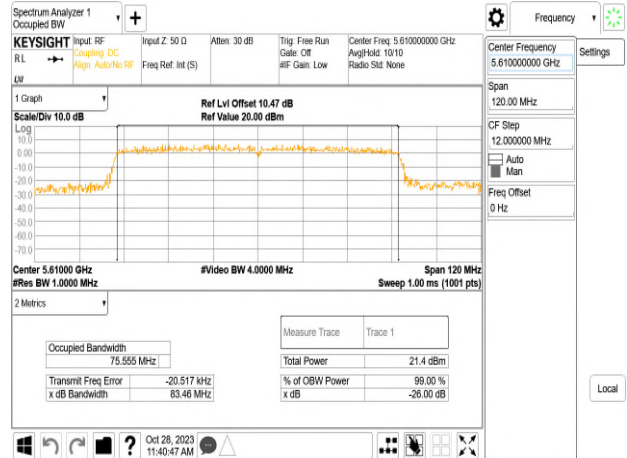 Spectrum Analyzer 1
Occupied BW
+
Frequency
KEYSIGHT
RL
Input: RF
Coupling: DC
Align: Auto/No RF
Input Z: 50 Ω
Freq Ref: Int (S)
Atten: 30 dB
Trig: Free Run
Gate: Off
#IF Gain: Low
Center Freq: 5.610000000 GHz
Avg|Hold: 10/10
Radio Std: None
Center Frequency
5.610000000 GHz
Settings
Span
120.00 MHz
CF Step
12.000000 MHz
Auto
Man
Freq Offset
0 Hz
Local
1 Graph
Scale/Div 10.0 dB
Ref Lvl Offset 10.47 dB
Ref Value 20.00 dBm
Log
10.0
0.00
-10.0
-20.0
-30.0
-40.0
-50.0
-60.0
-70.0
Center 5.61000 GHz
#Video BW 4.0000 MHz
Span 120 MHz
#Res BW 1.0000 MHz
Sweep 1.00 ms (1001 pts)
2 Metrics
Measure Trace
Trace 1
Occupied Bandwidth
75.555 MHz
Total Power
21.4 dBm
Transmit Freq Error
-20.517 kHz
% of OBW Power
99.00 %
x dB Bandwidth
83.46 MHz
x dB
-26.00 dB
?
Oct 28, 2023
11:40:47 AM